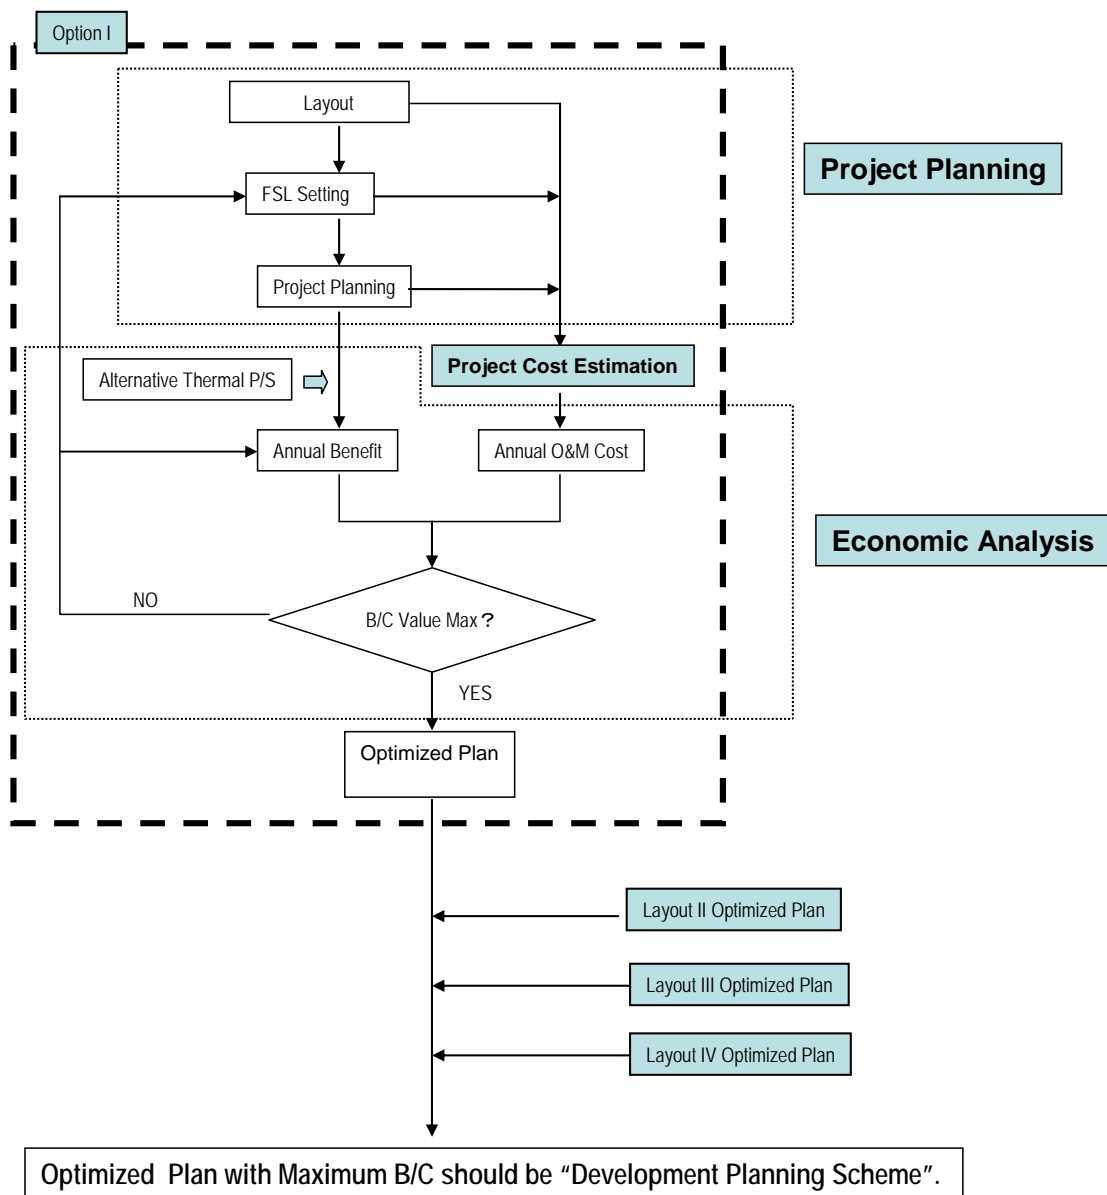 Option I
Layout
Project Planning
FSL Setting
Project Planning
Project Cost Estimation
Alternative Thermal P/S
Annual Benefit
Annual O&M Cost
Economic Analysis
NO
B/C Value Max？
YES
Optimized Plan
Layout II Optimized Plan
Layout III Optimized Plan
Layout IV Optimized Plan
Optimized Plan with Maximum B/C should be “Development Planning Scheme”.